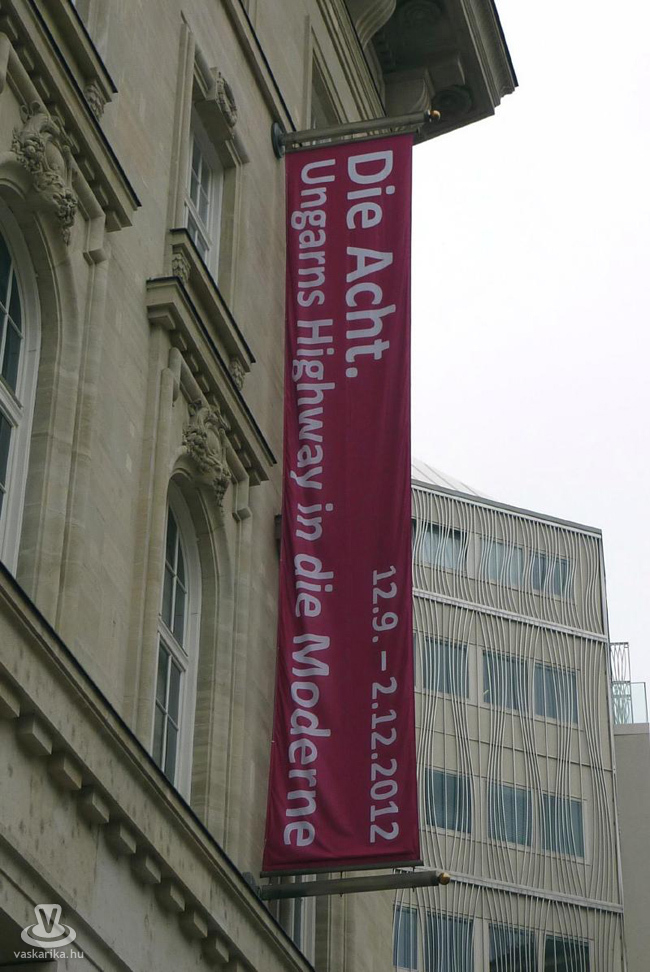 Die Acht.
Ungarns Highway in die Moderne
12.9. – 2.12.2012
vaskarika.hu